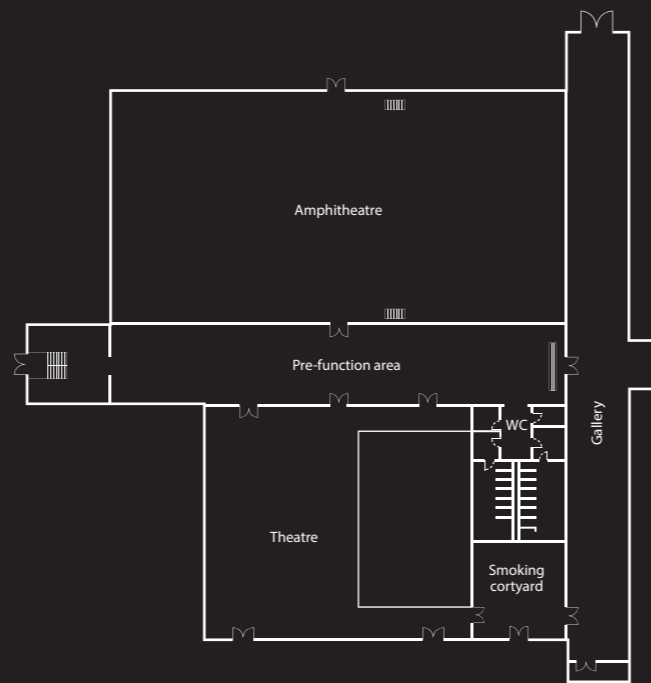 Amphitheatre
Pre-function area
WC
Gallery
Theatre
Smoking
cortyard